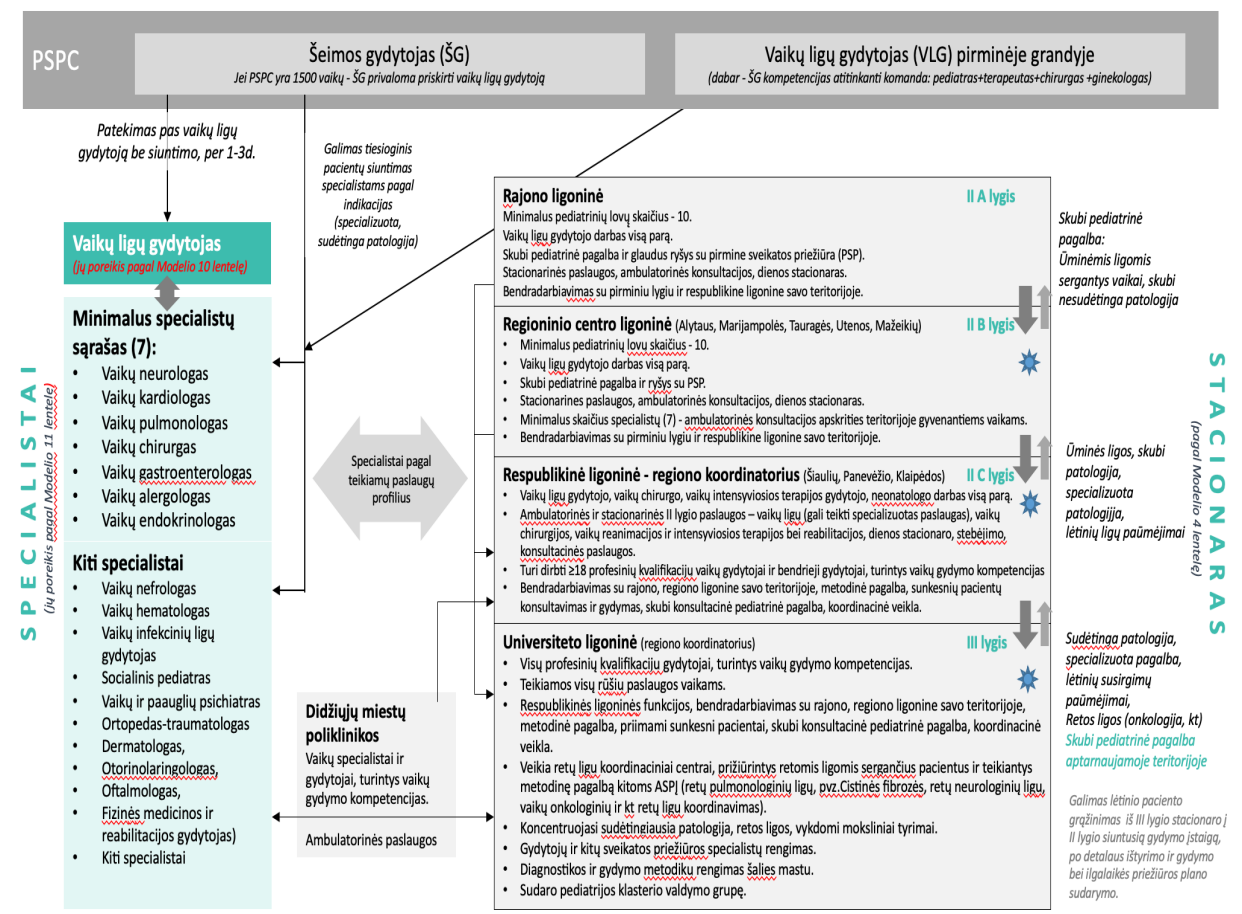 PSPC
Šeimos gydytojas (ŠG)
Jei PSPC yra 1500 vaikų - ŠG privaloma priskirti vaikų ligų gydytoją
Vaikų ligų gydytojas (VLG) pirminėje grandyje
(dabar - ŠG kompetencijas atitinkanti komanda: pediatras+terapeutas+chirurgas +ginekologas)
Patekimas pas vaikų ligų
gydytoją be siuntimo, per 1-3d.
Galimas tiesioginis
pacientų siuntimas
specialistams pagal
indikacijas
(specializuota,
sudėtinga patologija)
Vaikų ligų gydytojas
(jų poreikis pagal Modelio 10 lentelę)
SPECIALISTAI
(jų poreikis pagal Modelio 11 lentelę)
Minimalus specialistų
sąrašas (7):
• Vaikų neurologas
• Vaikų kardiologas
• Vaikų pulmonologas
• Vaikų chirurgas
• Vaikų gastroenterologas
• Vaikų alergologas
• Vaikų endokrinologas
Kiti specialistai
• Vaikų nefrologas
• Vaikų hematologas
• Vaikų infekcinių ligų
gydytojas
• Socialinis pediatras
• Vaikų ir paauglių psichiatras
• Ortopedas-traumatologas
• Dermatologas,
• Otorinolaringologas,
• Oftalmologas,
• Fizinės medicinos ir
reabilitacijos gydytojas)
• Kiti specialistai
Specialistai pagal
teikiamų paslaugų
profilius
Didžiųjų miestų
poliklinikos
Vaikų specialistai ir
gydytojai, turintys vaikų
gydymo kompetencijas.
Ambulatorinės paslaugos
Rajono ligoninė II A lygis
Minimalus pediatrinių lovų skaičius - 10.
Vaikų ligų gydytojo darbas visą parą.
Skubi pediatrinė pagalba ir glaudus ryšys su pirmine sveikatos priežiūra (PSP).
Stacionarinės paslaugos, ambulatorinės konsultacijos, dienos stacionaras.
Bendradarbiavimas su pirminiu lygiu ir respublikine ligonine savo teritorijoje.
Regioninio centro ligoninė (Alytaus, Marijampolės, Tauragės, Utenos, Mažeikių) II B lygis
• Minimalus pediatrinių lovų skaičius - 10.
• Vaikų ligų gydytojo darbas visą parą.
• Skubi pediatrinė pagalba ir ryšys su PSP.
• Stacionarines paslaugos, ambulatorinės konsultacijos, dienos stacionaras.
• Minimalus skaičius specialistų (7) - ambulatorinės konsultacijos apskrities teritorijoje gyvenantiems vaikams.
• Bendradarbiavimas su pirminiu lygiu ir respublikine ligonine savo teritorijoje.
Respublikinė ligoninė - regiono koordinatorius (Šiaulių, Panevėžio, Klaipėdos) II C lygis
• Vaikų ligų gydytojo, vaikų chirurgo, vaikų intensyviosios terapijos gydytojo, neonatologo darbas visą parą.
• Ambulatorinės ir stacionarinės II lygio paslaugos – vaikų ligų (gali teikti specializuotas paslaugas), vaikų
chirurgijos, vaikų reanimacijos ir intensyviosios terapijos bei reabilitacijos, dienos stacionaro, stebėjimo,
konsultacinės paslaugos.
• Turi dirbti ≥18 profesinių kvalifikacijų vaikų gydytojai ir bendrieji gydytojai, turintys vaikų gydymo kompetencijas
• Bendradarbiavimas su rajono, regiono ligonine savo teritorijoje, metodinė pagalba, sunkesnių pacientų
konsultavimas ir gydymas, skubi konsultacinė pediatrinė pagalba, koordinacinė veikla.
Universiteto ligoninė (regiono koordinatorius) III lygis
• Visų profesinių kvalifikacijų gydytojai, turintys vaikų gydymo kompetencijas.
• Teikiamos visų rūšių paslaugos vaikams.
• Respublikinės ligoninės funkcijos, bendradarbiavimas su rajono, regiono ligonine savo teritorijoje,
metodinė pagalba, priimami sunkesni pacientai, skubi konsultacinė pediatrinė pagalba, koordinacinė
veikla.
• Veikia retų ligų koordinaciniai centrai, prižiūrintys retomis ligomis sergančius pacientus ir teikiantys
metodinę pagalbą kitoms ASPĮ (retų pulmonologinių ligų, pvz.Cistinės fibrozės, retų neurologinių ligų,
vaikų onkologinių ir kt retų ligų koordinavimas).
• Koncentruojasi sudėtingiausia patologija, retos ligos, vykdomi moksliniai tyrimai.
• Gydytojų ir kitų sveikatos priežiūros specialistų rengimas.
• Diagnostikos ir gydymo metodikų rengimas šalies mastu.
• Sudaro pediatrijos klasterio valdymo grupę.
Skubi pediatrinė
pagalba:
Ūminėmis ligomis
sergantys vaikai, skubi
nesudėtinga patologija
Ūminės ligos, skubi
patologija,
specializuota
patologijja,
lėtinių ligų paūmėjimai
STACIONARAS
(pagal Modelio 4 lentelę)
Sudėtinga patologija,
specializuota pagalba,
lėtinių susirgimų
paūmėjimai,
Retos ligos (onkologija, kt)
Skubi pediatrinė pagalba
aptarnaujamoje teritorijoje
Galimas lėtinio paciento
grąžinimas iš III lygio stacionaro į
II lygio siuntusią gydymo įstaigą,
po detalaus ištyrimo ir gydymo
bei ilgalaikės priežiūros plano
sudarymo.